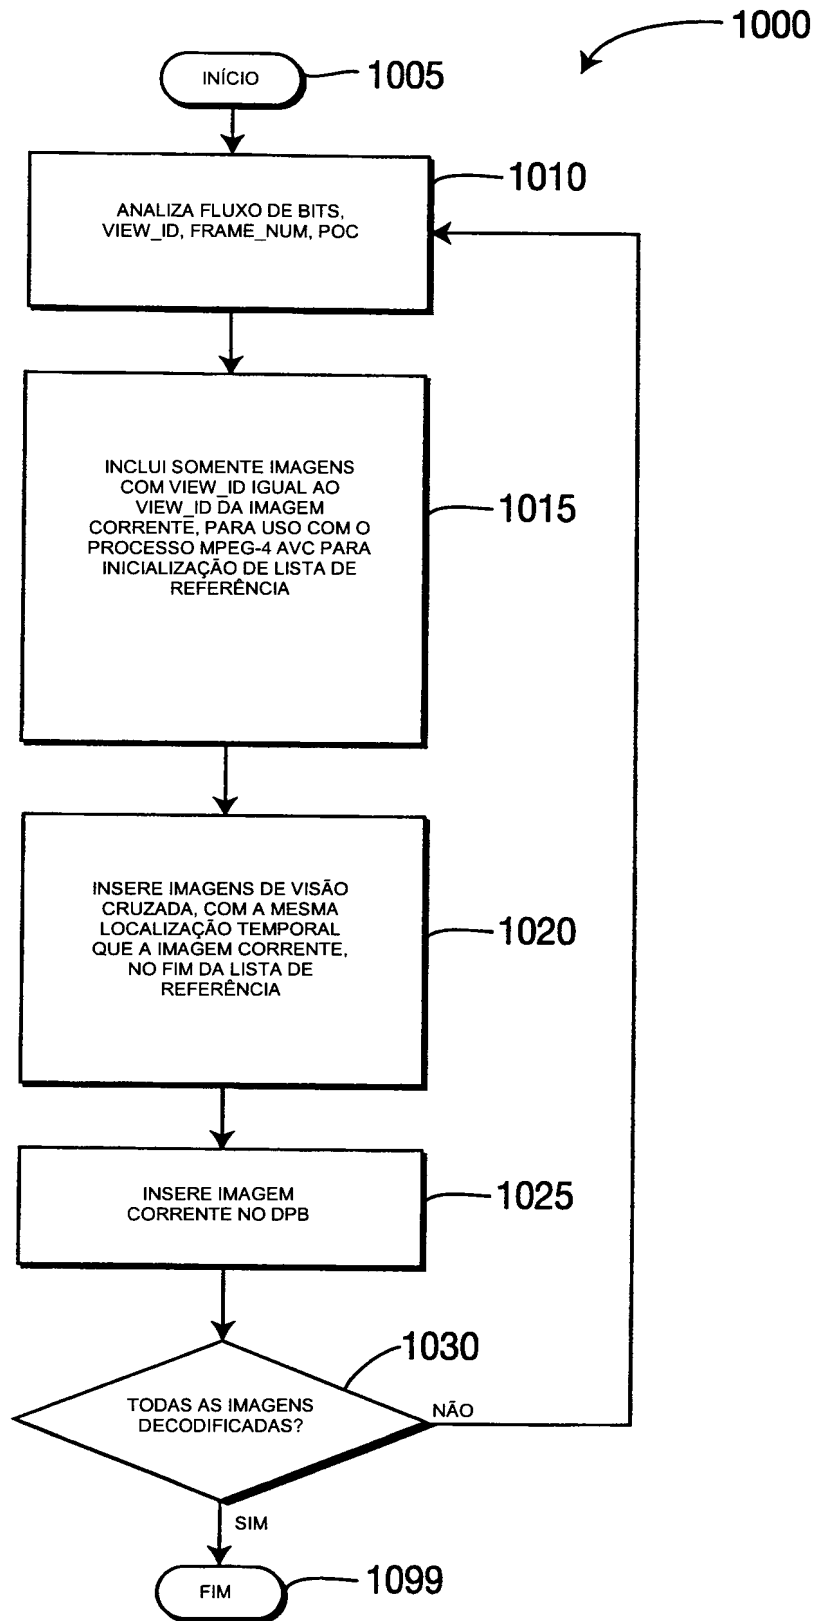 1000
INÍCIO
1005
1010
ANALIZA FLUXO DE BITS,
VIEW_ID, FRAME_NUM, POC
INCLUI SOMENTE IMAGENS
COM VIEW_ID IGUAL AO
VIEW_ID DA IMAGEM
CORRENTE, PARA USO COM O
PROCESSO MPEG-4 AVC PARA
INICIALIZAÇÃO DE LISTA DE
REFERÊNCIA
1015
INSERE IMAGENS DE VISÃO
CRUZADA, COM A MESMA
LOCALIZAÇÃO TEMPORAL
QUE A IMAGEM CORRENTE,
NO FIM DA LISTA DE
REFERÊNCIA
1020
INSERE IMAGEM
CORRENTE NO DPB
1025
1030
TODAS AS IMAGENS
DECODIFICADAS?
NÃO
SIM
FIM
1099